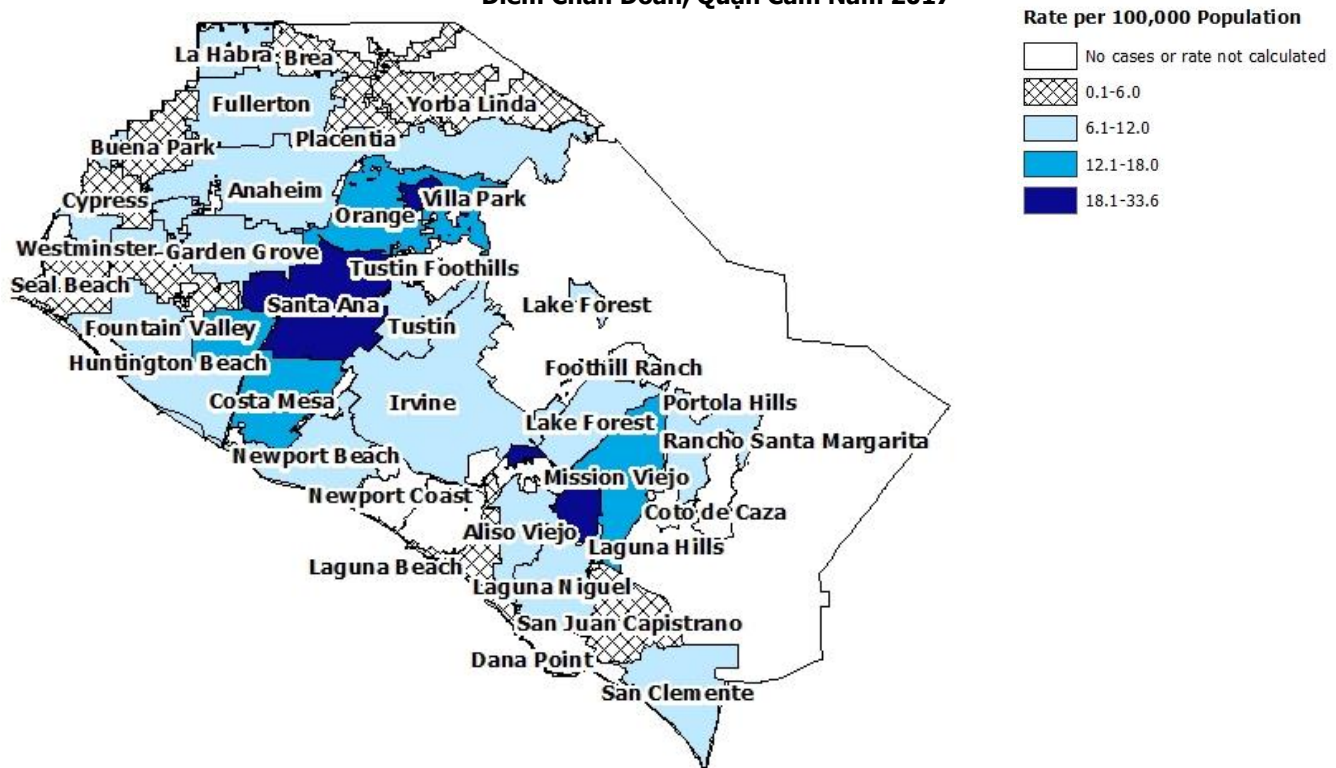 Điểm Chẩn Đoán, Quận Cam Năm 2017
Rate per 100,000 Population
No cases or rate not calculated
0.1-6.0
6.1-12.0
12.1-18.0
18.1-33.6
La Habra
Brea
Fullerton
Yorba Linda
Placentia
Buena Park
Anaheim
Cypress
Villa Park
Orange
Westminster
Garden Grove
Tustin Foothills
Seal Beach
Santa Ana
Lake Forest
Fountain Valley
Tustin
Huntington Beach
Foothill Ranch
Costa Mesa
Irvine
Portola Hills
Lake Forest
Rancho Santa Margarita
Newport Beach
Mission Viejo
Newport Coast
Coto de Caza
Aliso Viejo
Laguna Hills
Laguna Beach
Laguna Niguel
San Juan Capistrano
Dana Point
San Clemente